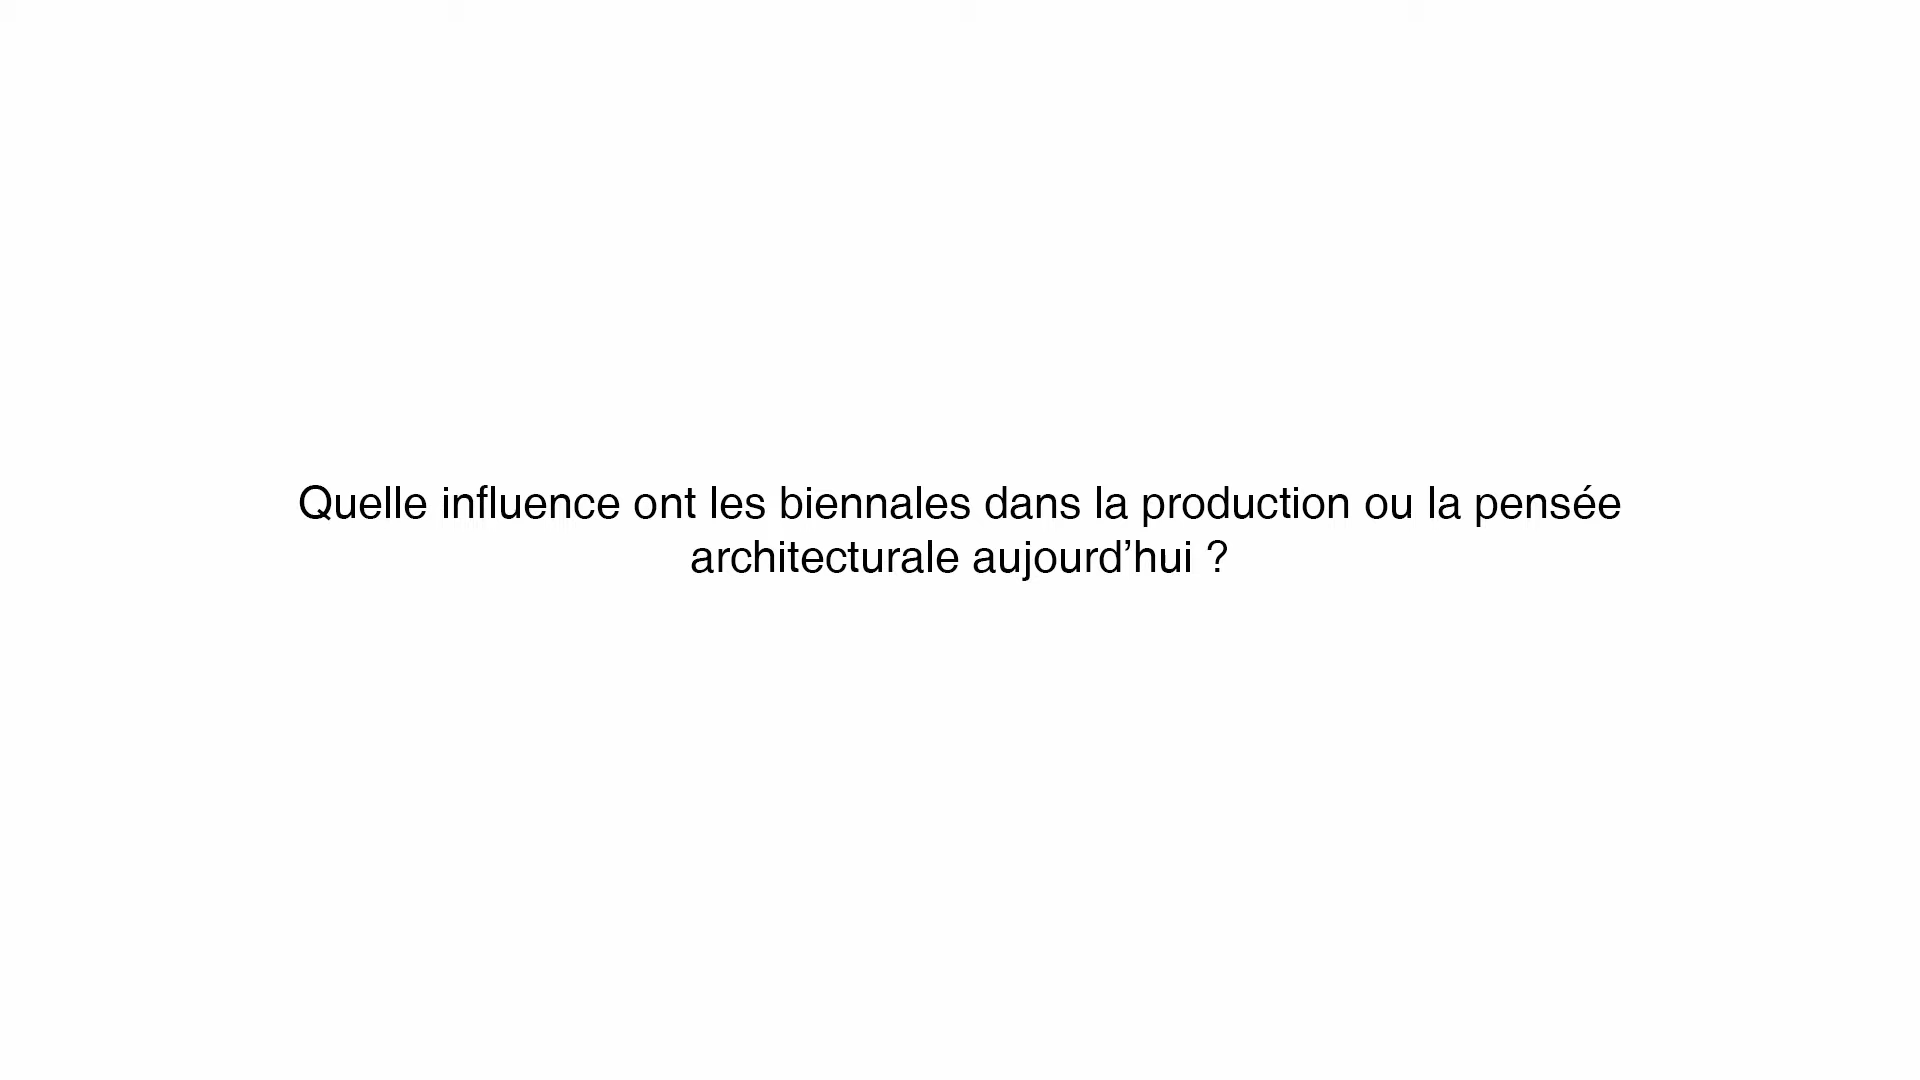 Quelle influence ont les biennales dans la production ou la pensée
architecturale aujourd’hui ?